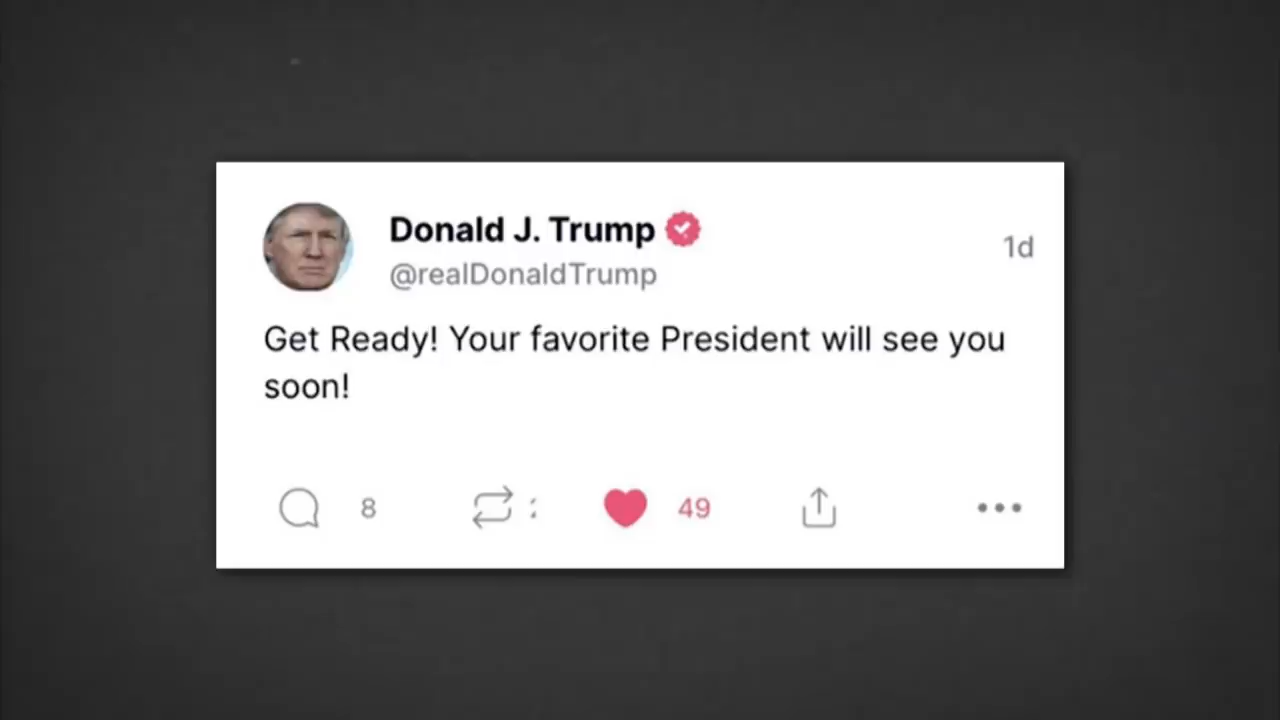 Donald J. Trump
1d
@realDonaldTrump
Get Ready! Your favorite President will see you
soon!
8
49